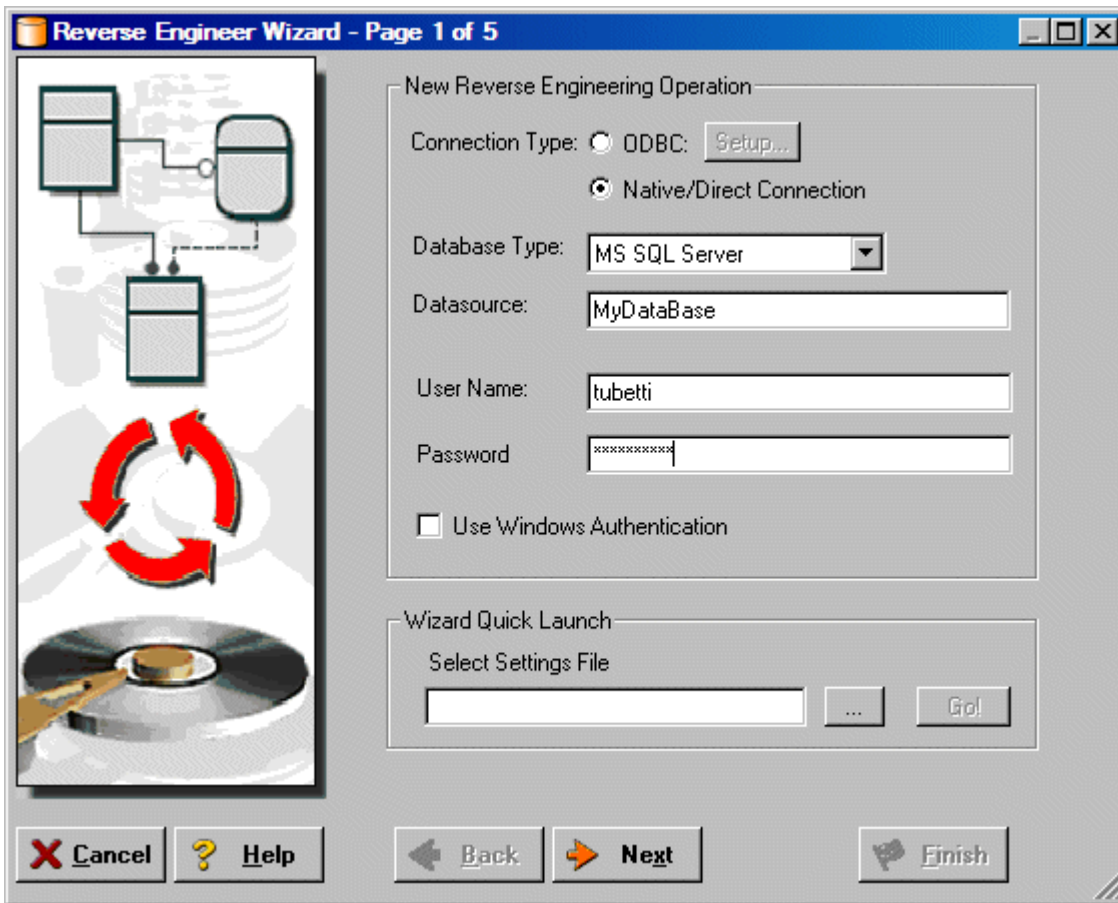 Reverse Engineer Wizard - Page 1 of 5
New Reverse Engineering Operation
Connection Type: ODBC: Setup...
Native/Direct Connection
Database Type: MS SQL Server
Datasource: MyDataBase
User Name: tubetti
Password **********
Use Windows Authentication
Wizard Quick Launch
Select Settings File
... Go!
Cancel Help Back Next Finish